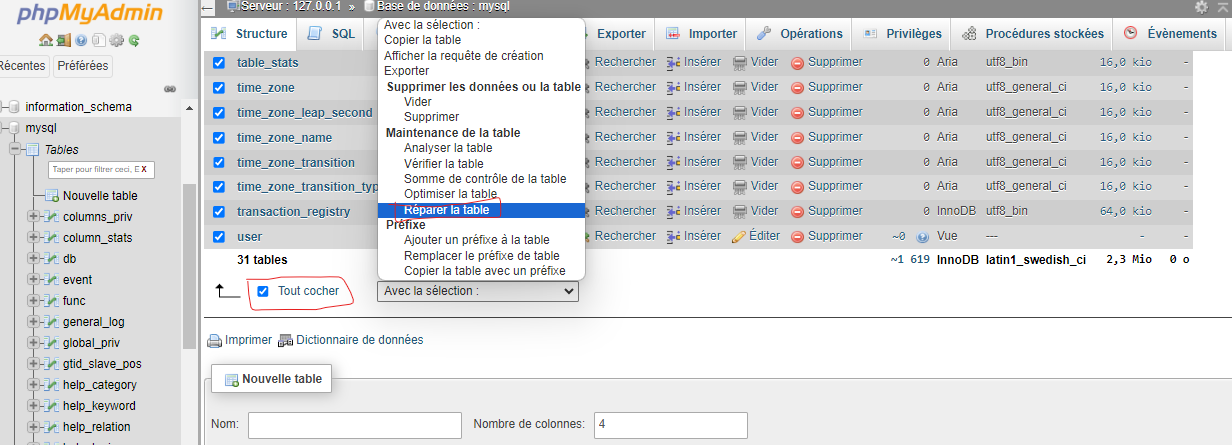 phpMyAdmin
Récentes
Préférées
information_schema
mysql
Tables
Taper pour filtrer ceci, E X
Nouvelle table
columns_priv
column_stats
db
event
func
general_log
global_priv
gtid_slave_pos
help_category
help_keyword
help_relation
Serveur : 127.0.0.1 » Base de données : mysql
Structure
SQL
Exporter
Importer
Opérations
Privilèges
Procédures stockées
Évènements
table_stats Rechercher Insérer Vider Supprimer 0 Aria utf8_bin 16,0 kio -
time_zone Rechercher Insérer Vider Supprimer 0 Aria utf8_general_ci 16,0 kio -
time_zone_leap_second Rechercher Insérer Vider Supprimer 0 Aria utf8_general_ci 16,0 kio -
time_zone_name Rechercher Insérer Vider Supprimer 0 Aria utf8_general_ci 16,0 kio -
time_zone_transition Rechercher Insérer Vider Supprimer 0 Aria utf8_general_ci 16,0 kio -
time_zone_transition_typ Rechercher Insérer Vider Supprimer 0 Aria utf8_general_ci 16,0 kio -
transaction_registry Rechercher Insérer Vider Supprimer 0 InnoDB utf8_bin 64,0 kio -
user Rechercher Insérer Éditer Supprimer ~0 Vue --- - -
31 tables ~1 619 InnoDB latin1_swedish_ci 2,3 Mio 0 o
Avec la sélection :
Copier la table
Afficher la requête de création
Exporter
Supprimer les données ou la table
Vider
Supprimer
Maintenance de la table
Analyser la table
Vérifier la table
Somme de contrôle de la table
Optimiser la table
Réparer la table
Préfixe
Ajouter un préfixe à la table
Remplacer le préfixe de table
Copier la table avec un préfixe
Tout cocher
Avec la sélection :
Imprimer Dictionnaire de données
Nouvelle table
Nom:
Nombre de colonnes: 4